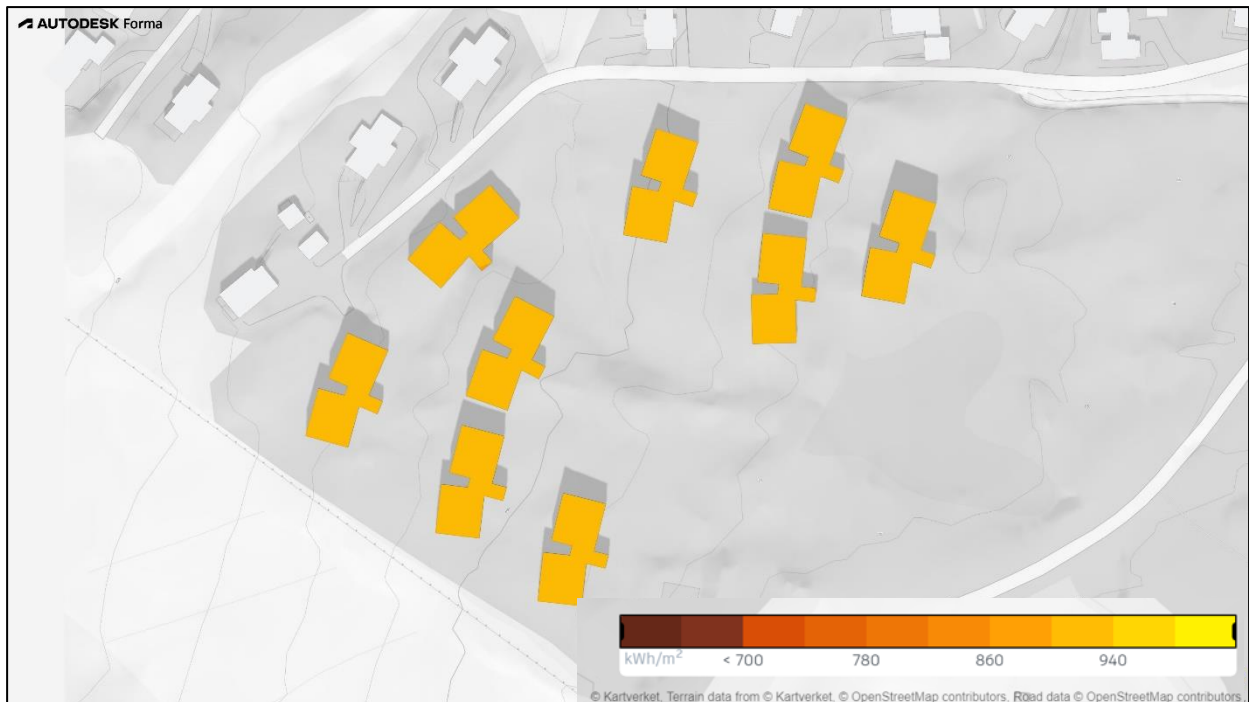 AUTODESK Forma
kWh/m² < 700 780 860 940
© Kartverket. Terrain data from © Kartverket. © OpenStreetMap contributors. Road data © OpenStreetMap contributors.